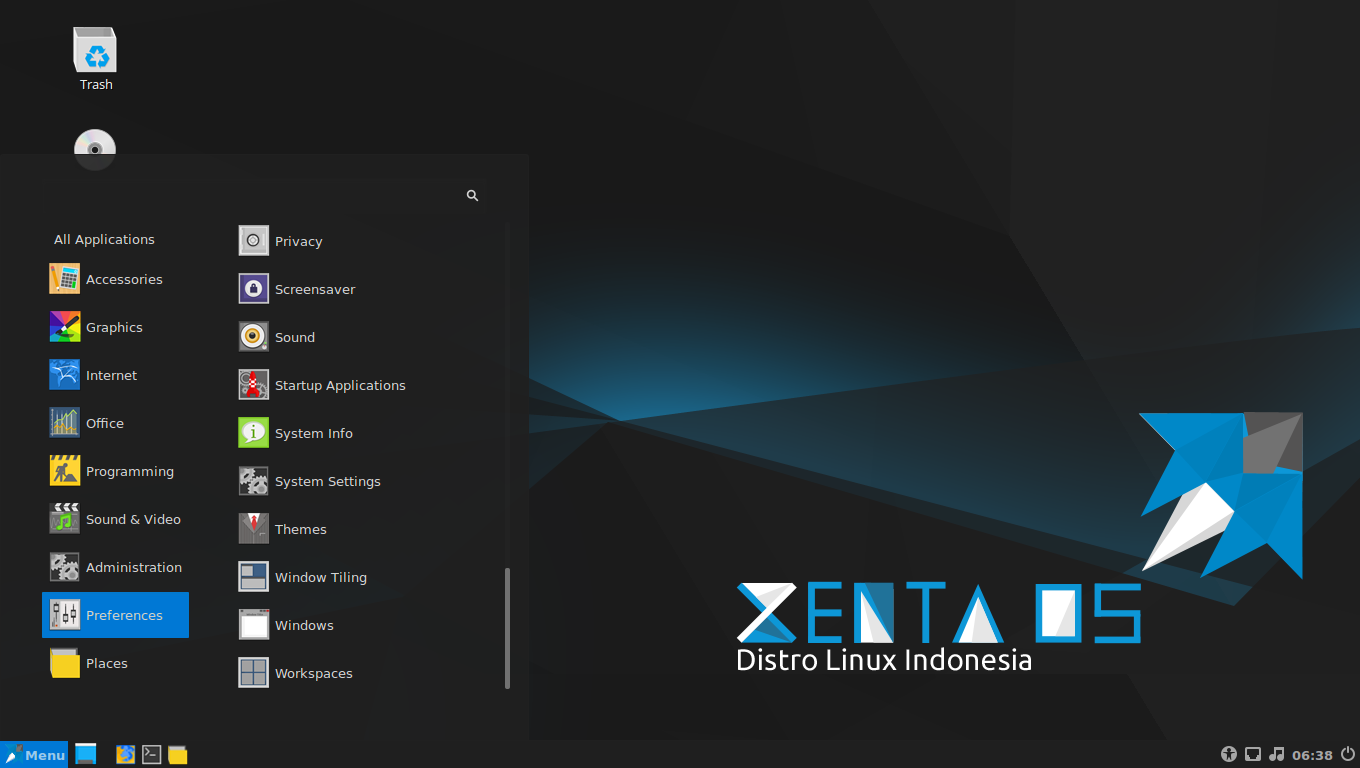 Trash
All Applications
Accessories
Graphics
Internet
Office
Programming
Sound & Video
Administration
Preferences
Places
Privacy
Screensaver
Sound
Startup Applications
System Info
System Settings
Themes
Window Tiling
Windows
Workspaces
ZENTA OS
Distro Linux Indonesia
Menu
06:38